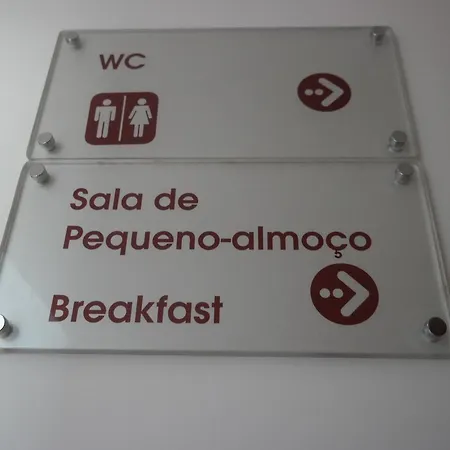 WC
Sala de
Pequeno-almoço
Breakfast